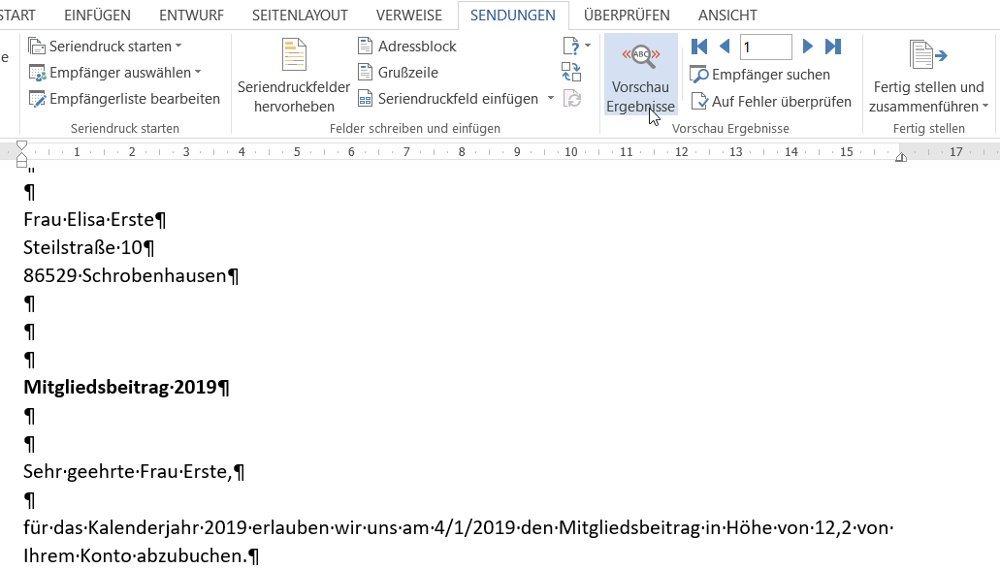 START EINFÜGEN ENTWURF SEITENLAYOUT VERWEISE SENDUNGEN ÜBERPRÜFEN ANSICHT
e
Seriendruck starten
Empfänger auswählen
Empfängerliste bearbeiten
Seriendruck starten
Seriendruckfelder
hervorheben
Adressblock
Grußzeile
Seriendruckfeld einfügen
Felder schreiben und einfügen
ABC
Vorschau
Ergebnisse
1
Empfänger suchen
Auf Fehler überprüfen
Vorschau Ergebnisse
Fertig stellen und
zusammenführen
Fertig stellen
1 2 3 4 5 6 7 8 9 10 11 12 13 14 15 17
¶
¶
Frau·Elisa·Erste¶
Steilstraße·10¶
86529·Schrobenhausen¶
¶
¶
¶
Mitgliedsbeitrag·2019¶
¶
¶
Sehr·geehrte·Frau·Erste,¶
¶
für·das·Kalenderjahr·2019·erlauben·wir·uns·am·4/1/2019·den·Mitgliedsbeitrag·in·Höhe·von·12,2·von·
Ihrem·Konto·abzubuchen.¶